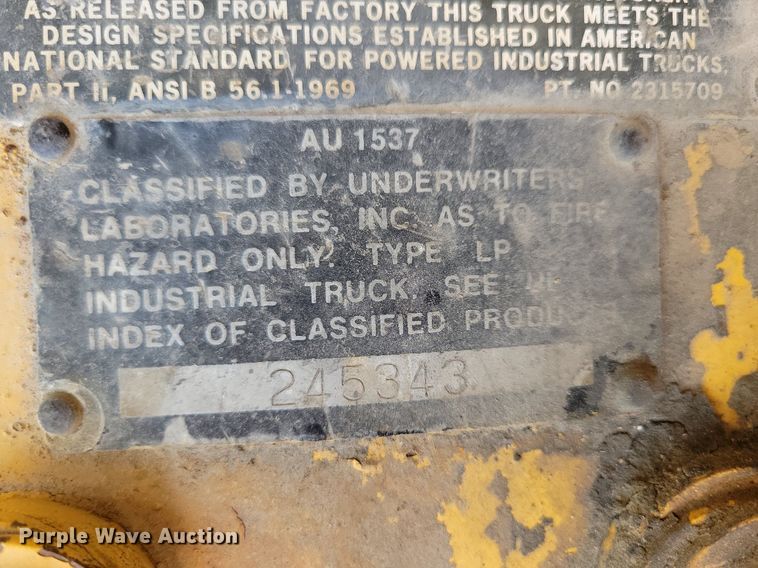 AS RELEASED FROM FACTORY THIS TRUCK MEETS THE
DESIGN SPECIFICATIONS ESTABLISHED IN AMERICAN
NATIONAL STANDARD FOR POWERED INDUSTRIAL TRUCKS,
PART II, ANSI B 56.1-1969 PT. NO 2315709
AU 1537
CLASSIFIED BY UNDERWRITERS
LABORATORIES, INC. AS TO FIRE
HAZARD ONLY. TYPE LP
INDUSTRIAL TRUCK. SEE
INDEX OF CLASSIFIED PRODUCTS
245343
Purple Wave Auction